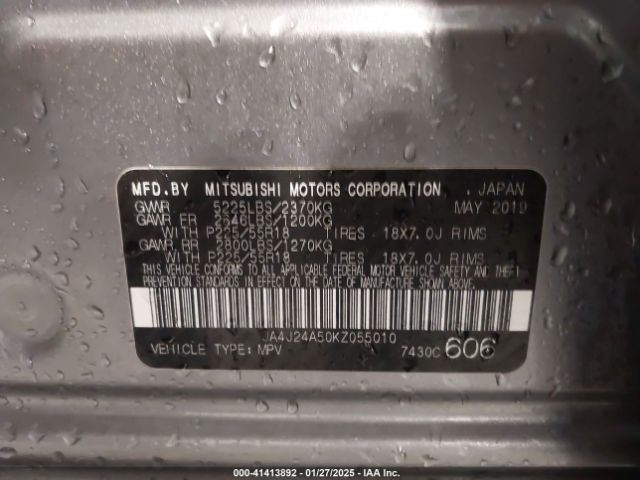 MFD.BY MITSUBISHI MOTORS CORPORATION . JAPAN
GVWR 5225LBS/2370KG MAY 2019
GAWR FR 2646LBS/1200KG
WITH P225/55R18 TIRES 18X7.0J RIMS
GAWR RR 2800LBS/1270KG
WITH P225/55R18 TIRES 18X7.0J RIMS
THIS VEHICLE CONFORMS TO ALL APPLICABLE FEDERAL MOTOR VEHICLE SAFETY AND THEFT
PREVENTION STANDARDS IN EFFECT ON THE DATE OF MANUFACTURE SHOWN ABOVE.
JA4J24A50KZ055010
VEHICLE TYPE: MPV 7430C 606
000-41413892 - 01/27/2025 - IAA Inc.